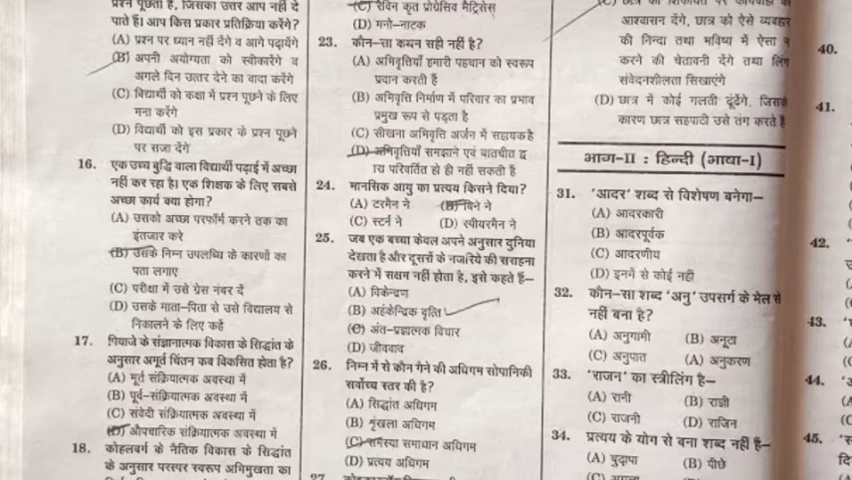 प्रश्न पूछता है, जिसका उत्तर आप नहीं दे
पाते हैं। आप किस प्रकार प्रतिक्रिया करेंगे?
(A) प्रश्न पर ध्यान नहीं देंगे व आगे पढ़ायेंगे
(B) अपनी अयोग्यता को स्वीकारेंगे व
अगले दिन उत्तर देने का वादा करेंगे
(C) विद्यार्थी को कक्षा में प्रश्न पूछने के लिए
मना करेंगे
(D) विद्यार्थी को इस प्रकार के प्रश्न पूछने
पर सजा देंगे
16. एक उच्च बुद्धि वाला विद्यार्थी पढ़ाई में अच्छा
नहीं कर रहा है। एक शिक्षक के लिए सबसे
अच्छा कार्य क्या होगा?
(A) उसको अच्छा परफॉर्म करने तक का
इंतजार करे
(B) उसके निम्न उपलब्धि के कारणों का
पता लगाए
(C) परीक्षा में उसे ग्रेस नंबर दें
(D) उसके माता-पिता से उसे विद्यालय से
निकालने के लिए कहें
17. पियाजे के संज्ञानात्मक विकास के सिद्धांत के
अनुसार अमूर्त चिंतन कब विकसित होता है?
(A) मूर्त संक्रियात्मक अवस्था में
(B) पूर्व-संक्रियात्मक अवस्था में
(C) संवेदी संक्रियात्मक अवस्था में
(D) औपचारिक संक्रियात्मक अवस्था में
18. कोहलबर्ग के नैतिक विकास के सिद्धांत
के अनुसार परस्पर स्वरूप अभिमुखता का
(C) रैविन कृत प्रोग्रेसिव मैट्रिसेस
(D) मनो-नाटक
23. कौन-सा कथन सही नहीं है?
(A) अभिवृत्तियाँ हमारी पहचान को स्वरूप
प्रदान करती हैं
(B) अभिवृत्ति निर्माण में परिवार का प्रभाव
प्रमुख रूप से पड़ता है
(C) सीखना अभिवृत्ति अर्जन में सहायक है
(D) अभिवृत्तियाँ समझाने एवं बातचीत द्व
ारा परिवर्तित हो ही नहीं सकती हैं
24. मानसिक आयु का प्रत्यय किसने दिया?
(A) टरमैन ने (B) बिने ने
(C) स्टर्न ने (D) स्पीयरमैन ने
25. जब एक बच्चा केवल अपने अनुसार दुनिया
देखता है और दूसरों के नजरिये की सराहना
करने में सक्षम नहीं होता है, इसे कहते हैं–
(A) विकेन्द्रण
(B) अहंकेन्द्रिक वृत्ति
(C) अंत-प्रज्ञात्मक विचार
(D) जीववाद
26. निम्न में से कौन गैने की अधिगम सोपानिकी
सर्वोच्च स्तर की है?
(A) सिद्धांत अधिगम
(B) शृंखला अधिगम
(C) समस्या समाधान अधिगम
(D) प्रत्यय अधिगम
27.
आश्वासन देंगे, छात्र को ऐसे व्यवहार
की निन्दा तथा भविष्य में ऐसा न
करने की चेतावनी देंगे तथा लिंग
संवेदनशीलता सिखाएंगे
(D) छात्र में कोई गलती ढूंढेंगे, जिसके
कारण छात्र सहपाठी उसे तंग करते हैं
भाग-II : हिन्दी (भाषा-I)
31. 'आदर' शब्द से विशेषण बनेगा–
(A) आदरकारी
(B) आदरपूर्वक
(C) आदरणीय
(D) इनमें से कोई नहीं
32. कौन-सा शब्द 'अनु' उपसर्ग के मेल से
नहीं बना है?
(A) अनुगामी (B) अनूठा
(C) अनुपात (A) अनुकरण
33. 'राजन' का स्त्रीलिंग है–
(A) रानी (B) राज्ञी
(C) राजनी (D) राजिन
34. प्रत्यय के योग से बना शब्द नहीं है–
(A) बुढ़ापा (B) पीछे
40.
41.
42.
43.
44.
45.